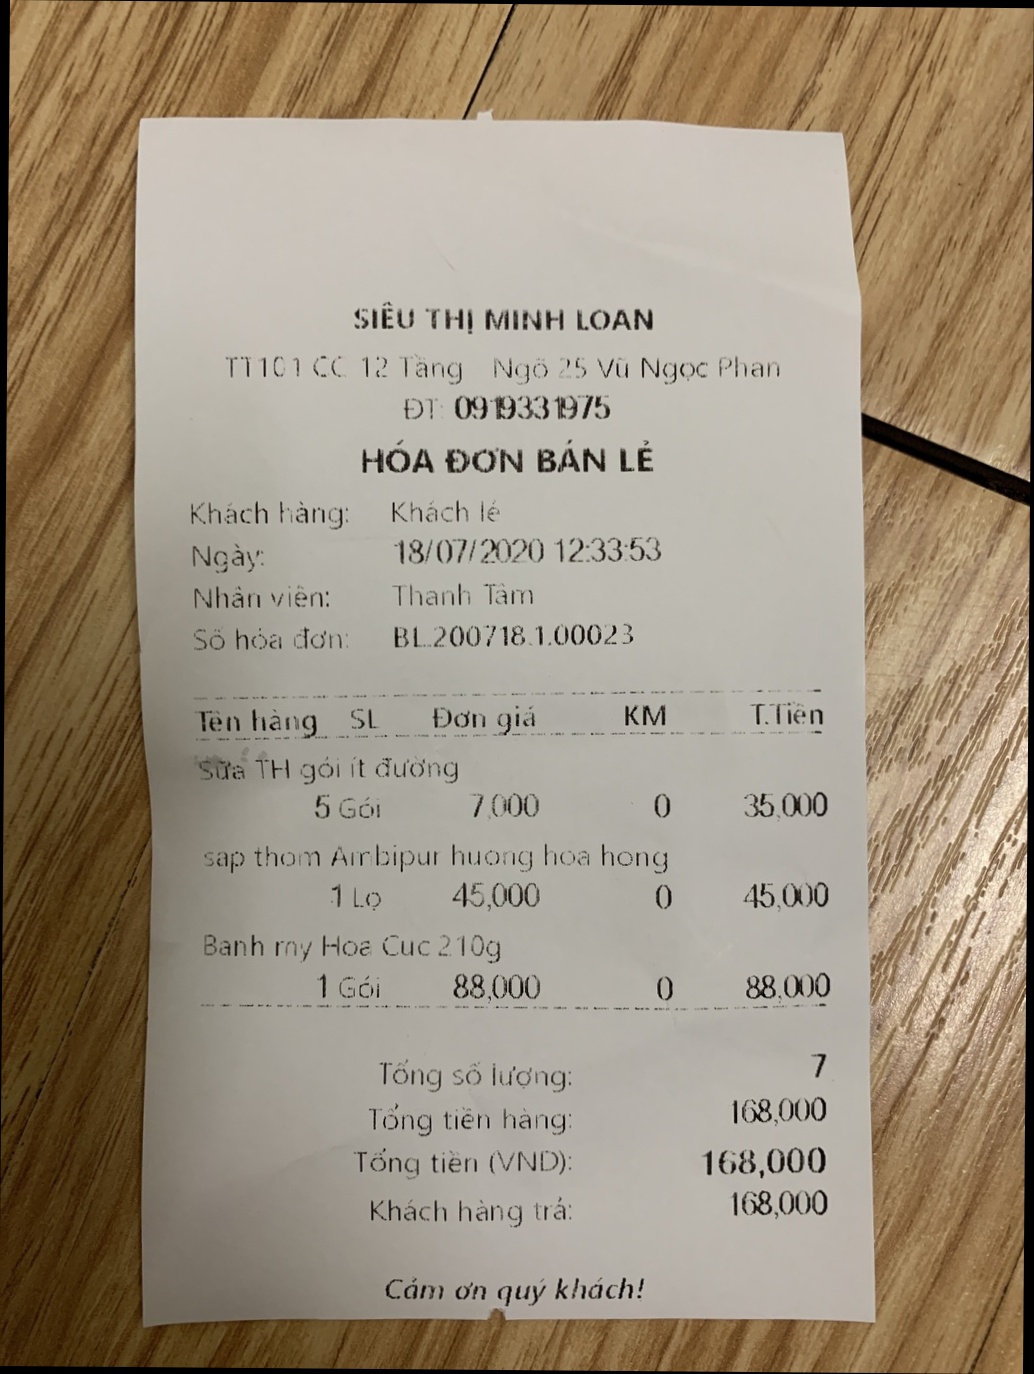 SIÊU THỊ MINH LOAN
TT101 CC 12 Tầng Ngõ 25 Vũ Ngọc Phan
ĐT: 0919331975
HÓA ĐƠN BÁN LẺ
Khách hàng: Khách lẻ
Ngày: 18/07/2020 12:33:53
Nhân viên: Thanh Tâm
Số hóa đơn: BL.200718.1.00023
Tên hàng SL Đơn giá KM T.Tiền
Sữa TH gói ít đường
5 Gói 7,000 0 35,000
sap thom Ambipur huong hoa hong
1 Lọ 45,000 0 45,000
Banh my Hoa Cuc 210g
1 Gói 88,000 0 88,000
Tổng số lượng: 7
Tổng tiền hàng: 168,000
Tổng tiền (VND): 168,000
Khách hàng trả: 168,000
Cảm ơn quý khách!